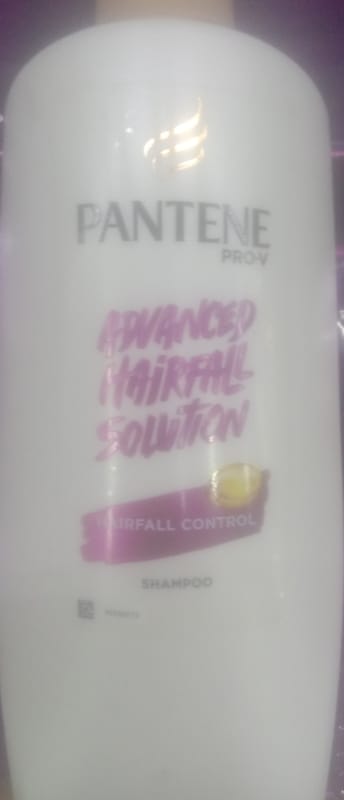 PANTENE
PRO-V
ADVANCED
HAIRFALL
SOLUTION
HAIRFALL CONTROL
SHAMPOO